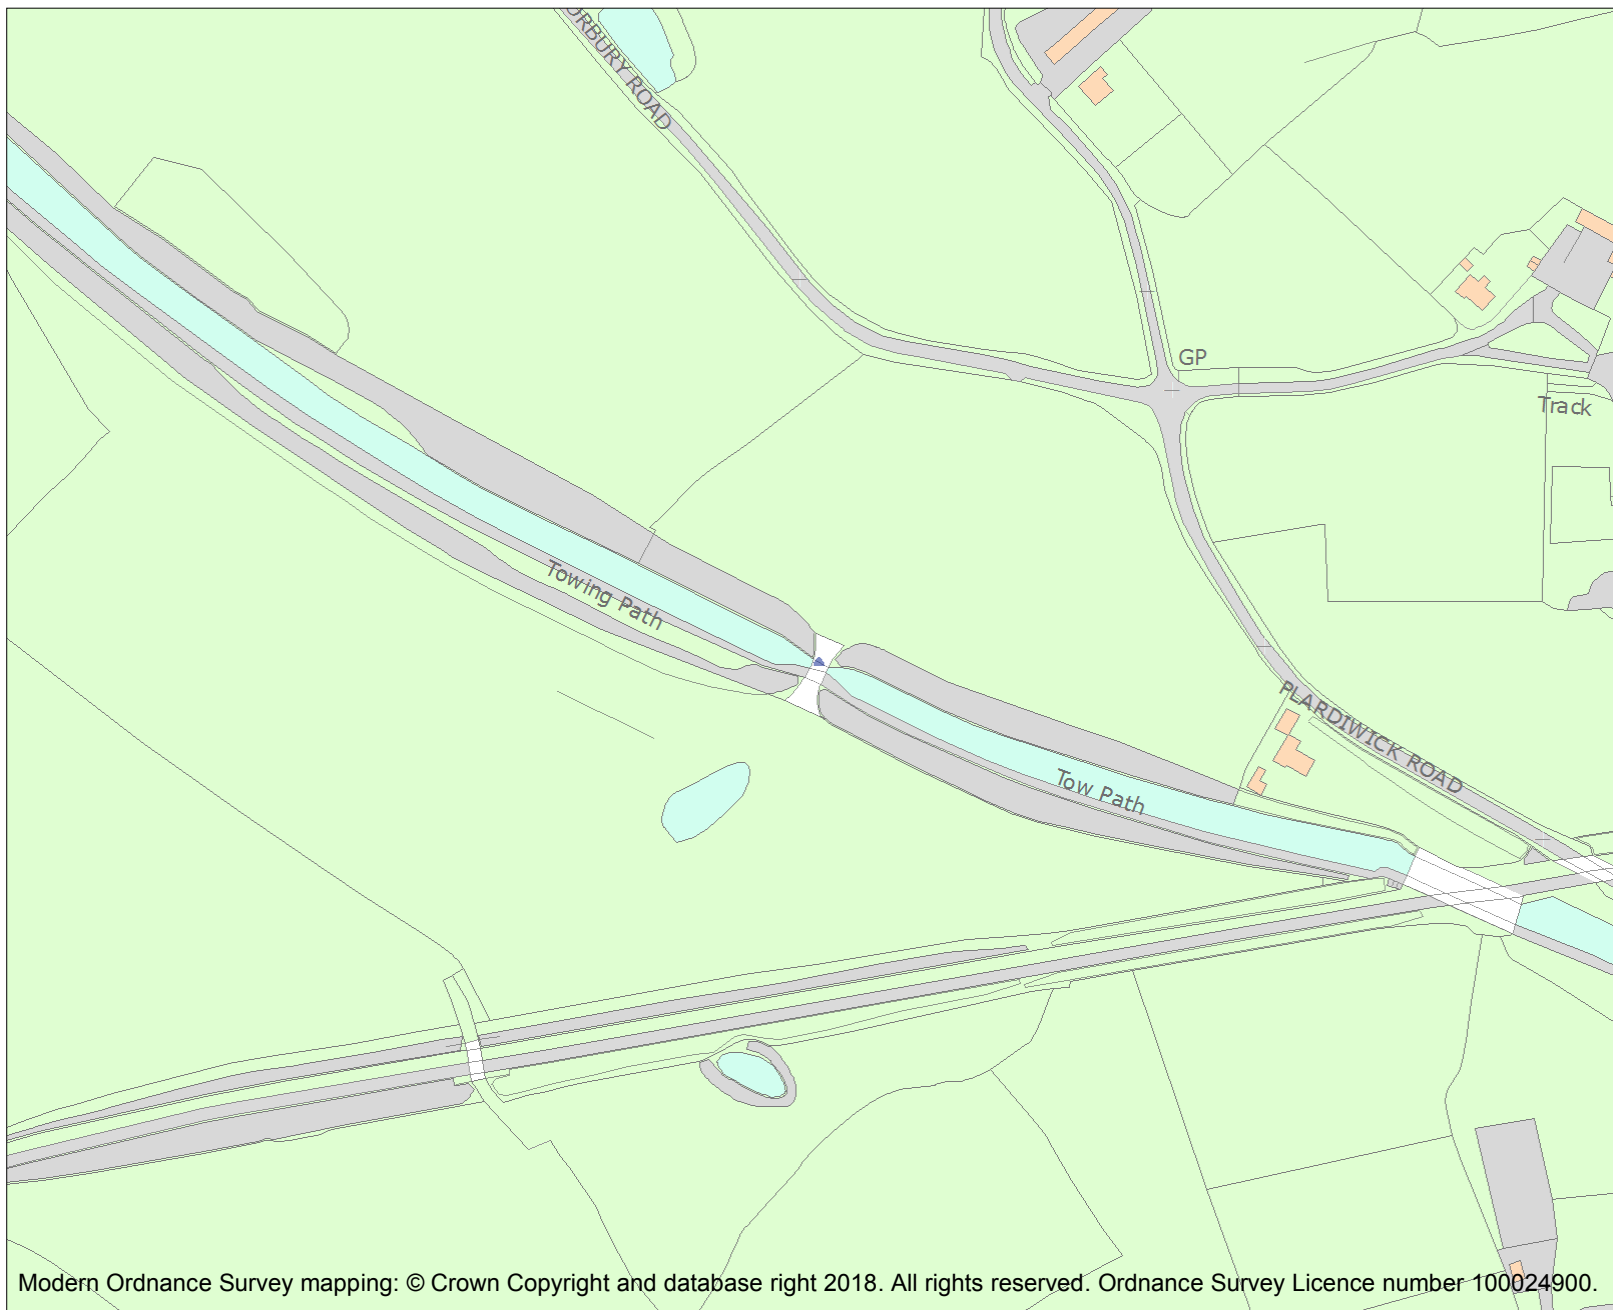 ORBURY ROAD
GP
Track
Towing Path
PLARDIWICK ROAD
Tow Path
Modern Ordnance Survey mapping: © Crown Copyright and database right 2018. All rights reserved. Ordnance Survey Licence number 100024900.